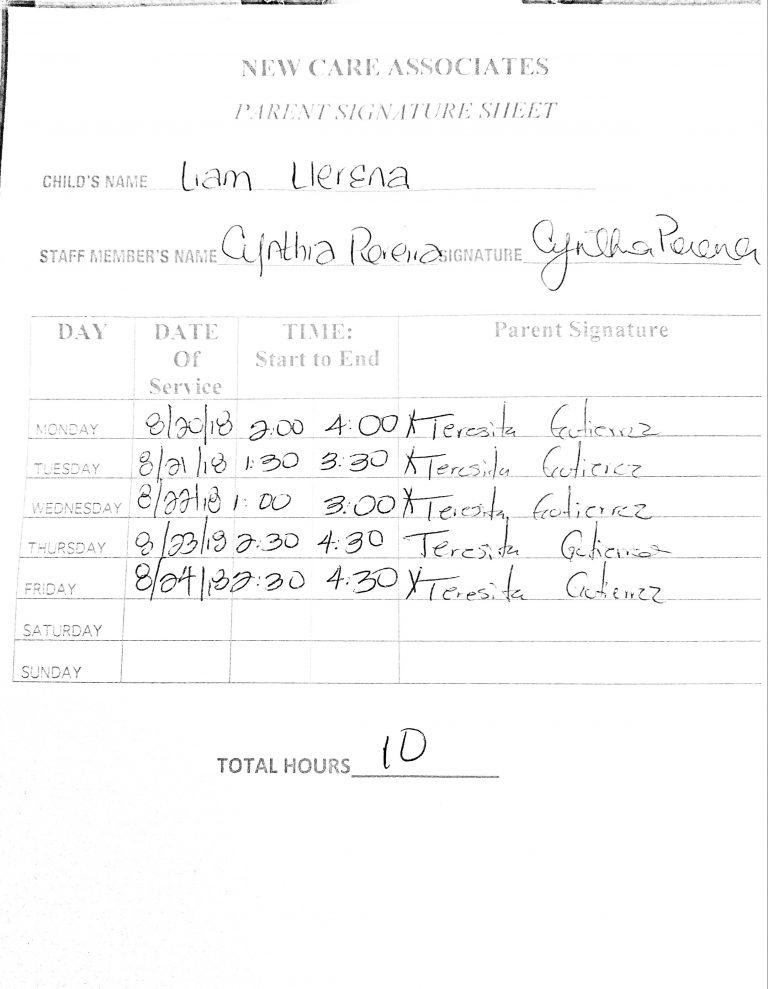 NEW CARE ASSOCIATES
PARENT SIGNATURE SHEET
CHILD'S NAME Liam Llerena
STAFF MEMBER'S NAME Cynthia Pereira SIGNATURE Cynthia Pereira
DAY DATE Of Service TIME: Start to End Parent Signature
MONDAY 8/20/18 2:00 4:00 X Teresita Gutierrez
TUESDAY 8/21/18 1:30 3:30 X Teresita Gutierrez
WEDNESDAY 8/22/18 1:00 3:00 X Teresita Gutierrez
THURSDAY 8/23/18 2:30 4:30 Teresita Gutierrez
FRIDAY 8/24/18 2:30 4:30 X Teresita Gutierrez
SATURDAY
SUNDAY
TOTAL HOURS 10